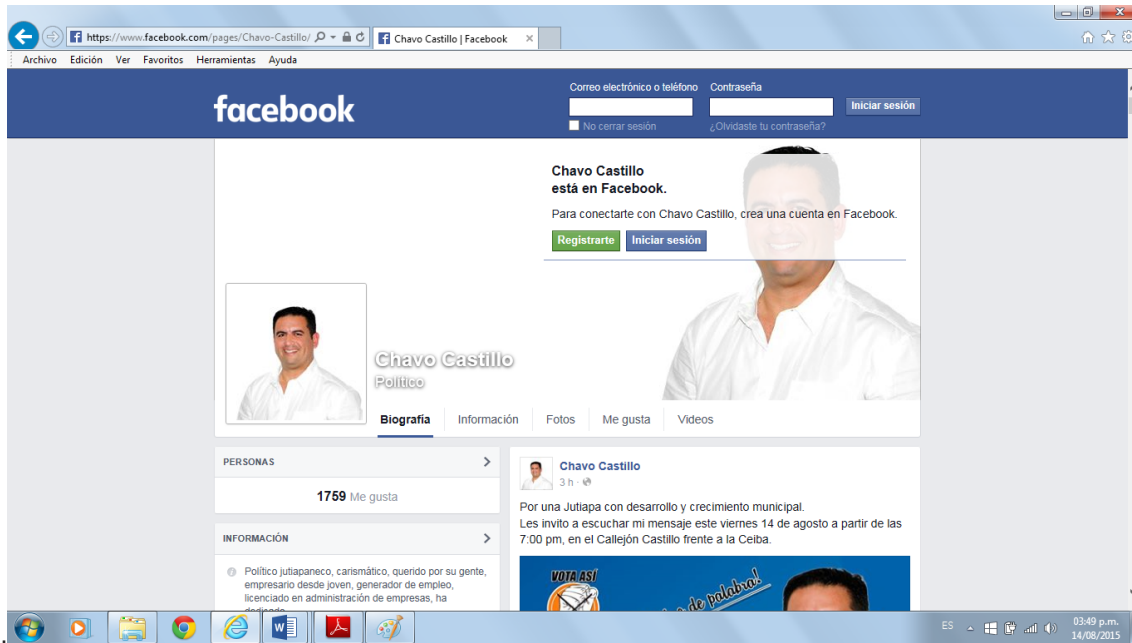 https://www.facebook.com/pages/Chavo-Castillo/
Chavo Castillo | Facebook
Archivo Edición Ver Favoritos Herramientas Ayuda
facebook
Correo electrónico o teléfono Contraseña
Iniciar sesión
No cerrar sesión ¿Olvidaste tu contraseña?
Chavo Castillo
está en Facebook.
Para conectarte con Chavo Castillo, crea una cuenta en Facebook.
Registrarte Iniciar sesión
Chavo Castillo
Político
Biografía Información Fotos Me gusta Videos
PERSONAS
1759 Me gusta
INFORMACIÓN
Político jutiapaneco, carismático, querido por su gente,
empresario desde joven, generador de empleo,
licenciado en administración de empresas, ha
Chavo Castillo
3 h ·
Por una Jutiapa con desarrollo y crecimiento municipal.
Les invito a escuchar mi mensaje este viernes 14 de agosto a partir de las
7:00 pm, en el Callejón Castillo frente a la Ceiba.
VOTA ASÍ
de palabra!
ES
03:49 p.m.
14/08/2015